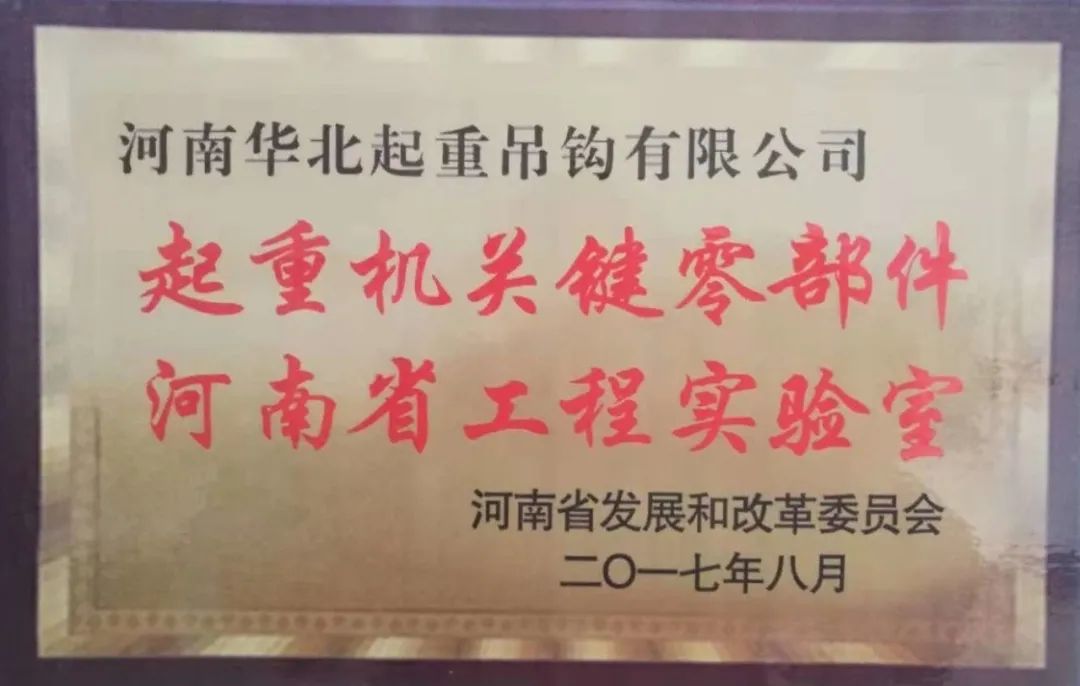 河南华北起重吊钩有限公司
起重机关键零部件
河南省工程实验室
河南省发展和改革委员会
二〇一七年八月